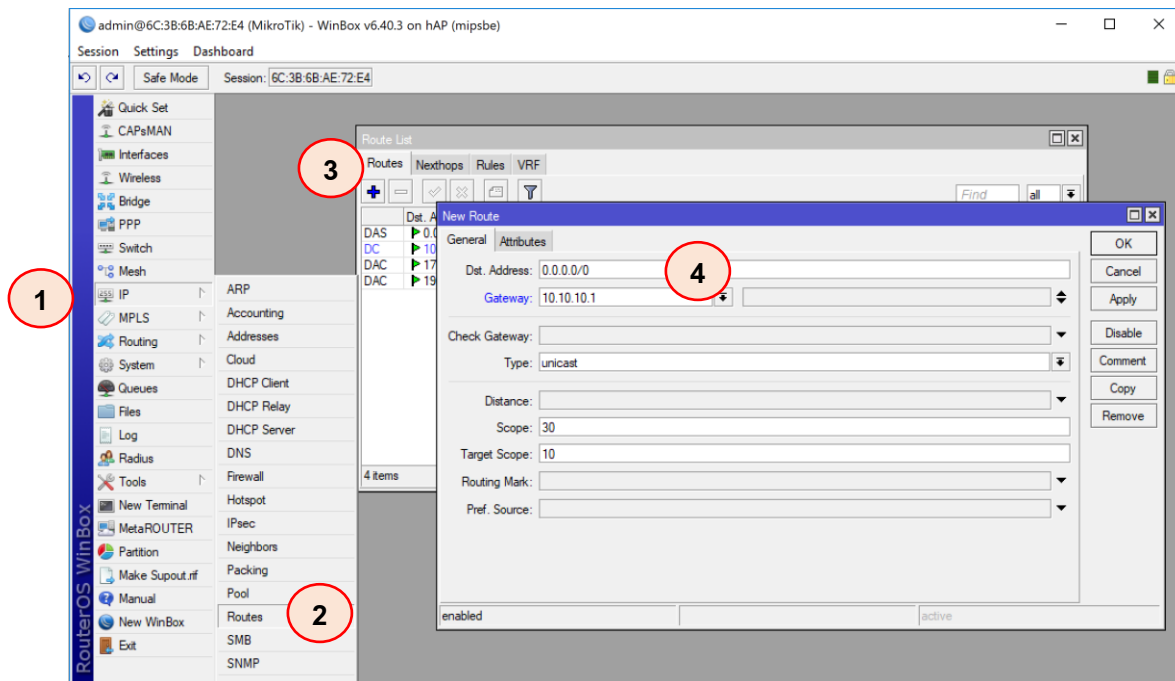 admin@6C:3B:6B:AE:72:E4 (MikroTik) - WinBox v6.40.3 on hAP (mipsbe)
Session Settings Dashboard
Safe Mode Session: 6C:3B:6B:AE:72:E4
Quick Set
CAPsMAN
Interfaces
Wireless
Bridge
PPP
Switch
Mesh
1
IP
MPLS
Routing
System
Queues
Files
Log
Radius
Tools
New Terminal
MetaROUTER
Partition
Make Supout.rif
Manual
New WinBox
Exit
RouterOS WinBox
ARP
Accounting
Addresses
Cloud
DHCP Client
DHCP Relay
DHCP Server
DNS
Firewall
Hotspot
IPsec
Neighbors
Packing
Pool
Routes
2
SMB
SNMP
Route List
3
Routes Nexthops Rules VRF
Find all
Dst. A
DAS 0.0
DC 10
DAC 17
DAC 19
4 items
New Route
General Attributes
4
Dst. Address: 0.0.0.0/0
Gateway: 10.10.10.1
Check Gateway:
Type: unicast
Distance:
Scope: 30
Target Scope: 10
Routing Mark:
Pref. Source:
OK
Cancel
Apply
Disable
Comment
Copy
Remove
enabled active